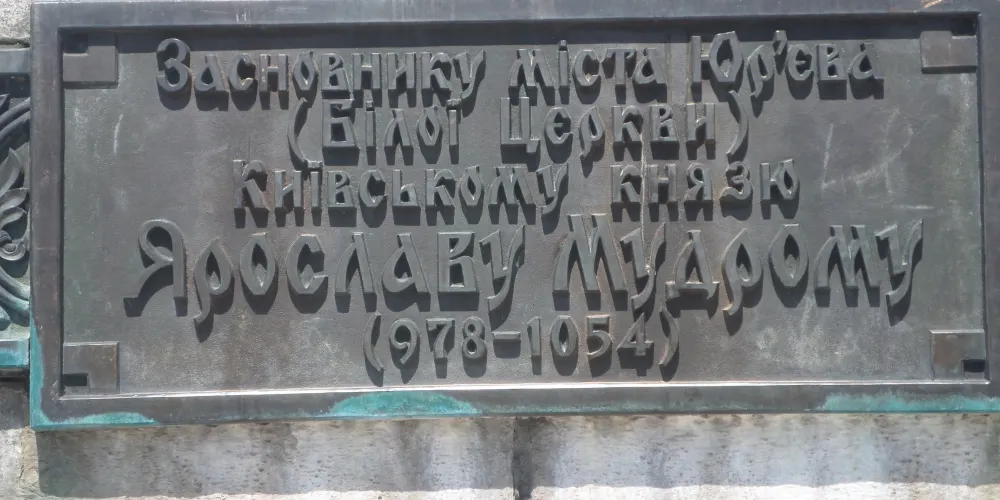 Засновнику міста Юр'єва
(Білої Церкви)
Київському князю
Ярославу Мудрому
(978-1054)